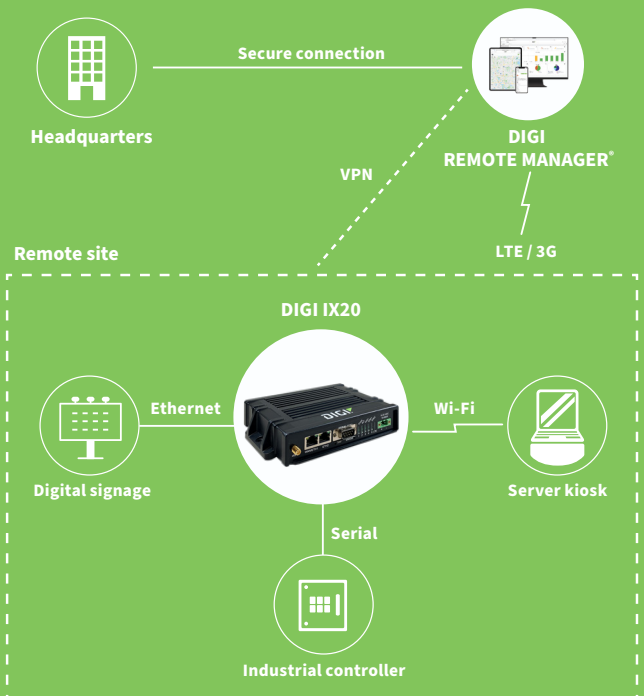 Secure connection
Headquarters
DIGI
REMOTE MANAGER®
VPN
LTE / 3G
Remote site
DIGI IX20
DIGI
Ethernet
Wi-Fi
Digital signage
Server kiosk
Serial
Industrial controller